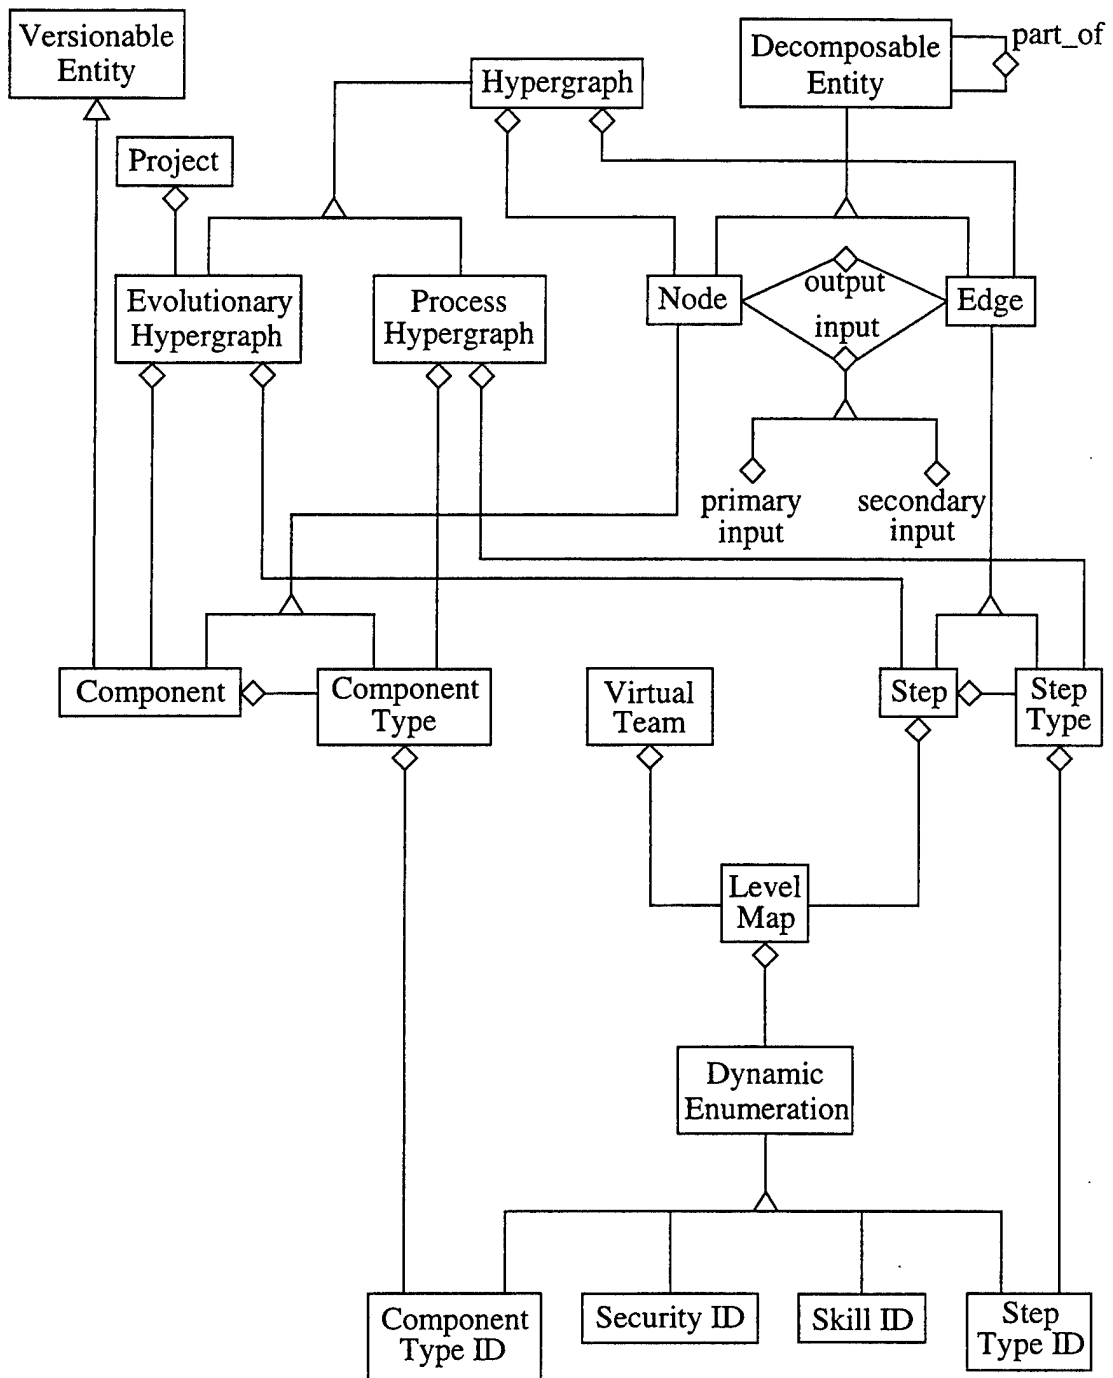 Versionable
Entity
Hypergraph
Decomposable
Entity
part_of
Project
Evolutionary
Hypergraph
Process
Hypergraph
Node
output
input
Edge
primary
input
secondary
input
Component
Component
Type
Virtual
Team
Step
Step
Type
Level
Map
Dynamic
Enumeration
Component
Type ID
Security ID
Skill ID
Step
Type ID